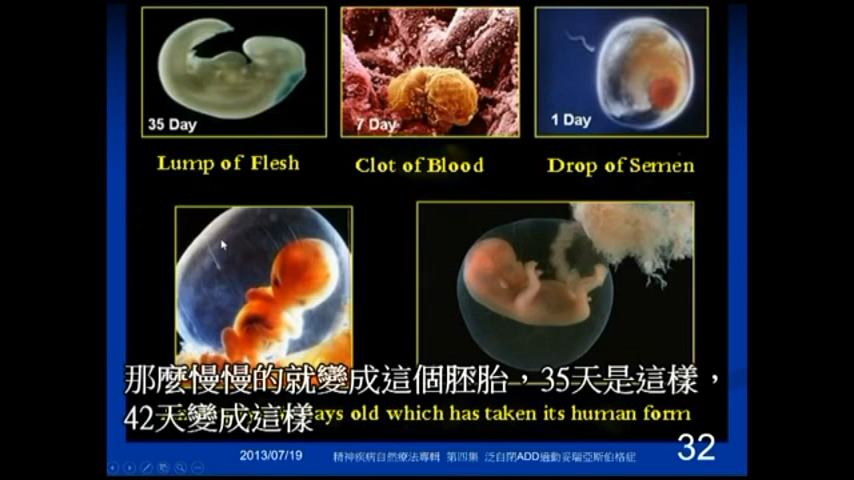 35 Day
7 Day
1 Day
Lump of Flesh
Clot of Blood
Drop of Semen
那麼慢慢的就變成這個胚胎，35天是這樣，
42天變成這樣
ays old which has taken its human form
2013/07/19
精神疾病自然療法專輯 第四集 泛自閉ADD過動妥瑞亞斯伯格症
32